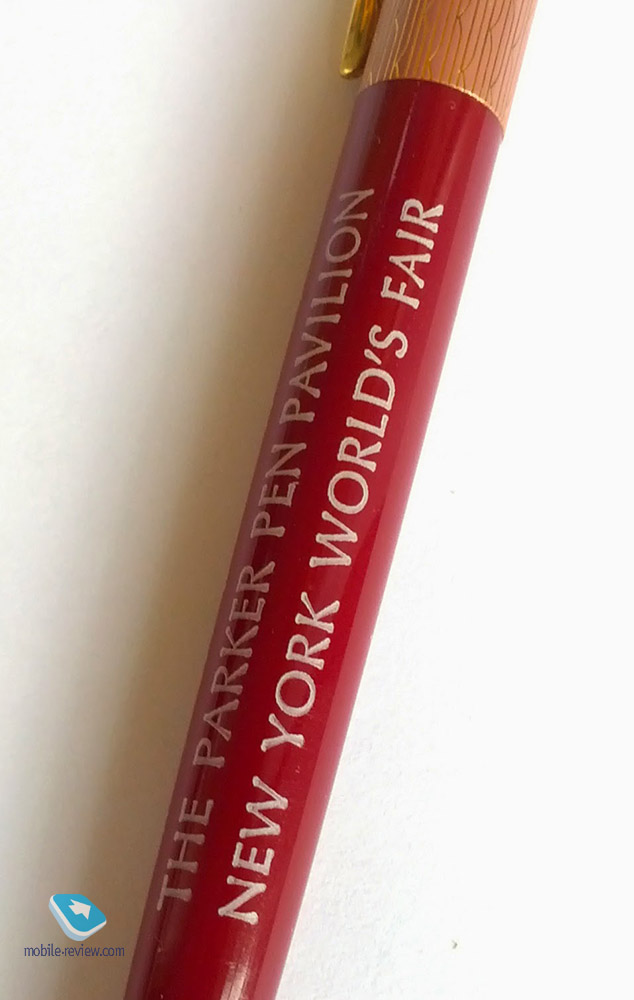 THE PARKER PEN PAVILION
NEW YORK WORLD'S FAIR
mobile-review.com